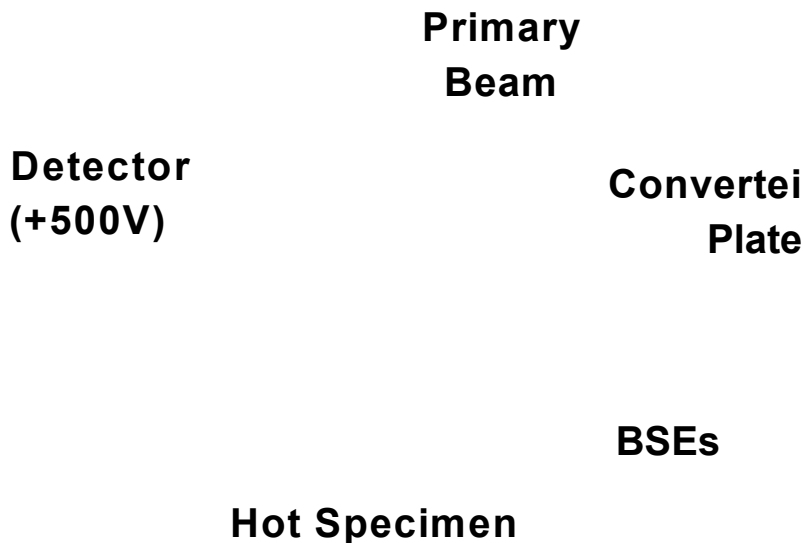 Primary
Beam
Detector
(+500V)
Convertei
Plate
BSEs
Hot Specimen